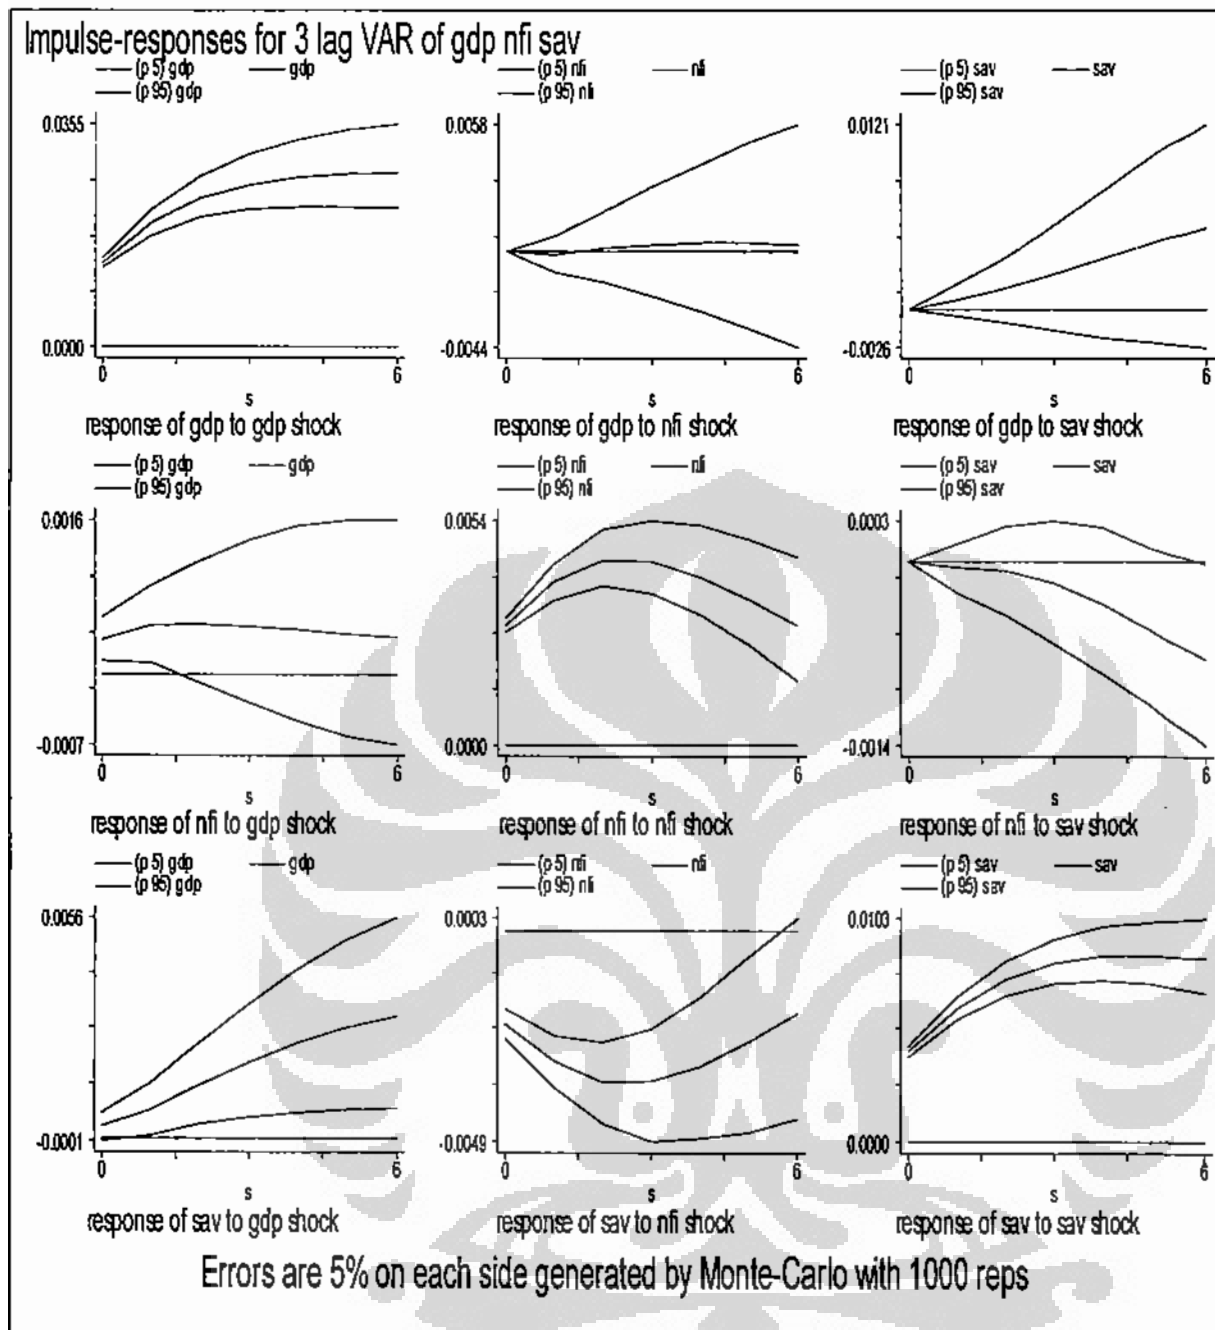 Impulse-responses for 3 lag VAR of gdp nfi sav
(p 5) gdp gdp
(p 95) gdp
(p 5) nfi nfi
(p 95) nfi
(p 5) sav sav
(p 95) sav
0.0355
0.0000
0 6
s
response of gdp to gdp shock
0.0058
-0.0044
0 6
s
response of gdp to nfi shock
0.0121
-0.0026
0 6
s
response of gdp to sav shock
(p 5) gdp gdp
(p 95) gdp
(p 5) nfi nfi
(p 95) nfi
(p 5) sav sav
(p 95) sav
0.0016
-0.0007
0 6
s
response of nfi to gdp shock
0.0054
0.0000
0 6
s
response of nfi to nfi shock
0.0003
-0.0014
0 6
s
response of nfi to sav shock
(p 5) gdp gdp
(p 95) gdp
(p 5) nfi nfi
(p 95) nfi
(p 5) sav sav
(p 95) sav
0.0056
-0.0001
0 6
s
response of sav to gdp shock
0.0003
-0.0049
0 6
s
response of sav to nfi shock
0.0103
0.0000
0 6
s
response of sav to sav shock
Errors are 5% on each side generated by Monte-Carlo with 1000 reps